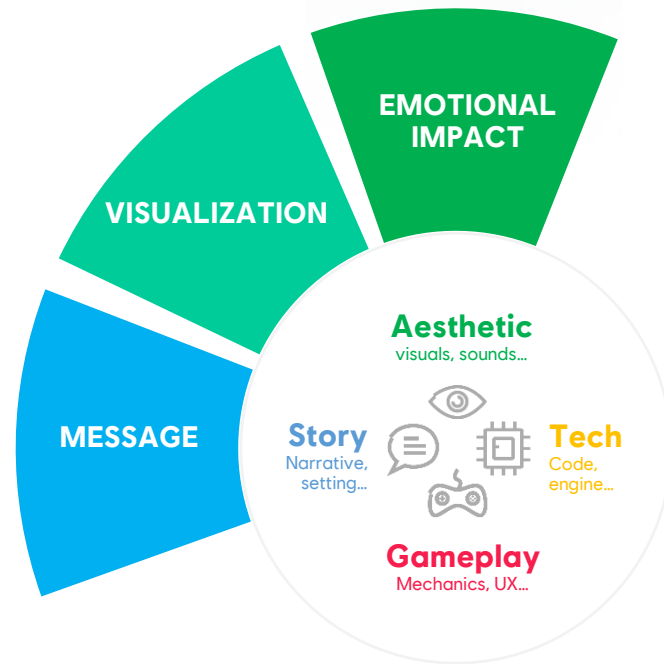 EMOTIONAL
IMPACT
VISUALIZATION
MESSAGE
Aesthetic
visuals, sounds...
Story
Narrative,
setting...
Tech
Code,
engine...
Gameplay
Mechanics, UX...